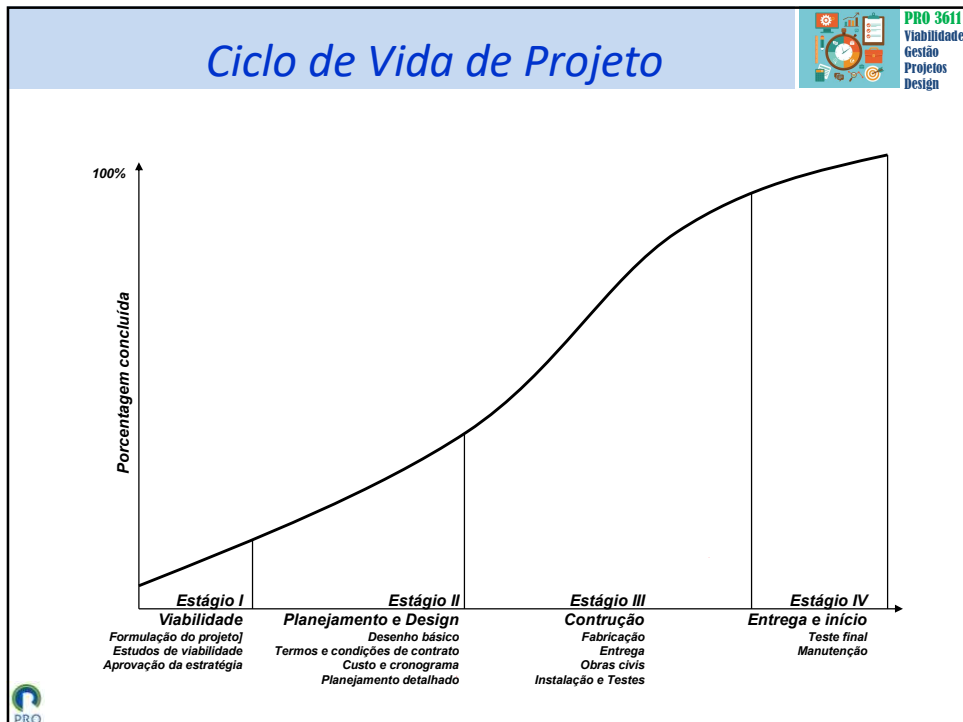 Ciclo de Vida de Projeto
PRO 3611
Viabilidade
Gestão
Projetos
Design
100%
Porcentagem concluída
Estágio I
Viabilidade
Formulação do projeto]
Estudos de viabilidade
Aprovação da estratégia
Estágio II
Planejamento e Design
Desenho básico
Termos e condições de contrato
Custo e cronograma
Planejamento detalhado
Estágio III
Contrução
Fabricação
Entrega
Obras civis
Instalação e Testes
Estágio IV
Entrega e início
Teste final
Manutenção
PRO